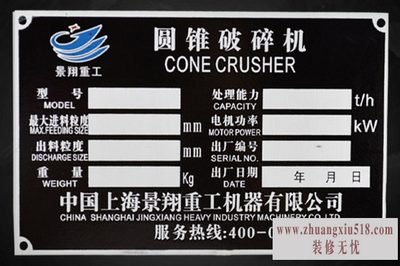 景翔重工
圆锥破碎机
CONE CRUSHER
型号
MODEL
处理能力
CAPACITY
t/h
最大进料粒度
MAX.FEEDING SIZE
mm
电机功率
MOTOR POWER
kW
出料粒度
DISCHARGE SIZE
mm
出厂编号
SERIAL NO.
重量
WEIGHT
Kg
出厂日期
DATE
年 月 日
中国上海景翔重工机器有限公司
CHINA SHANGHAI JINGXIANG HEAVY INDUSTRY MACHINERY CO.LTD
服务热线:400-
www.zhuangxiu518.com
装修无忧